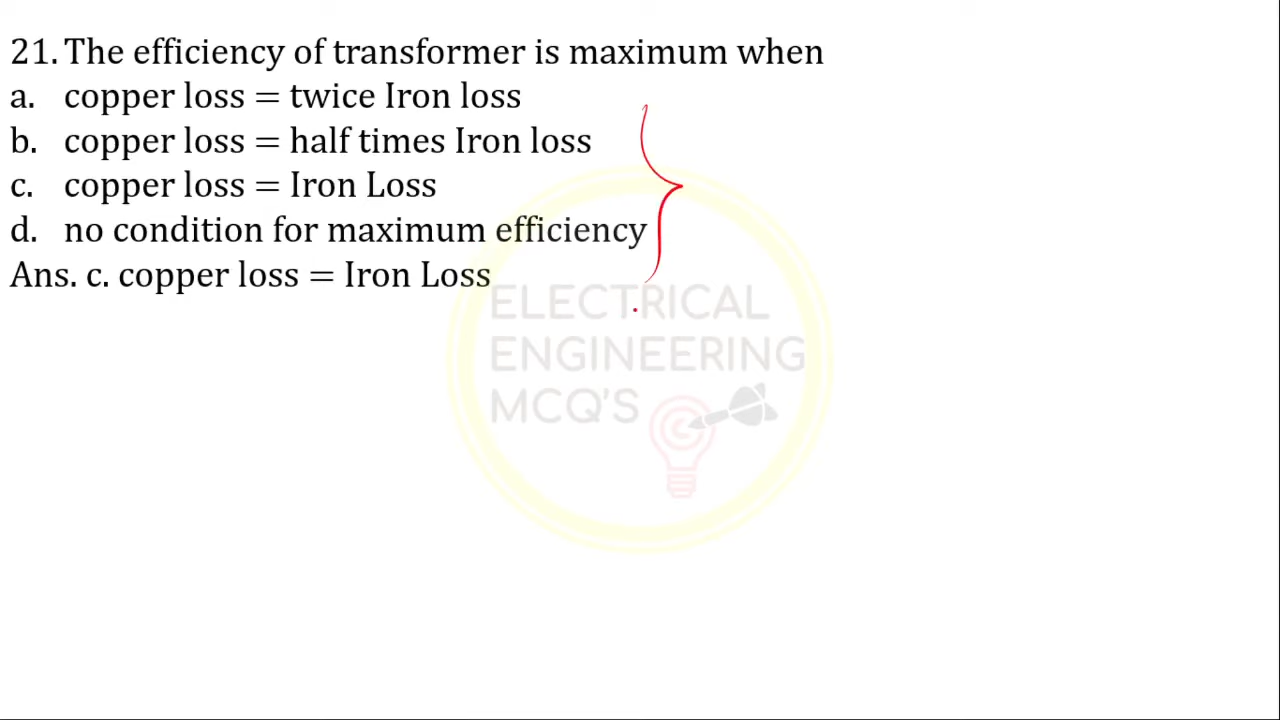 21. The efficiency of transformer is maximum when
a. copper loss = twice Iron loss
b. copper loss = half times Iron loss
c. copper loss = Iron Loss
d. no condition for maximum efficiency
Ans. c. copper loss = Iron Loss
ELECTRICAL
ENGINEERING
MCQ'S